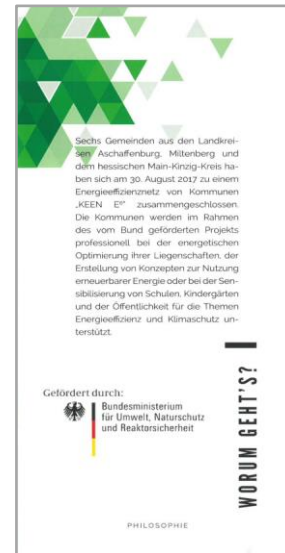 Sechs Gemeinden aus den Landkrei-
sen Aschaffenburg, Miltenberg und
dem hessischen Main-Kinzig-Kreis ha-
ben sich am 30. August 2017 zu einem
Energieeffizienznetz von Kommunen
„KEEN E⁶“ zusammengeschlossen.
Die Kommunen werden im Rahmen
des vom Bund geförderten Projekts
professionell bei der energetischen
Optimierung ihrer Liegenschaften, der
Erstellung von Konzepten zur Nutzung
erneuerbarer Energie oder bei der Sen-
sibilisierung von Schulen, Kindergärten
und der Öffentlichkeit für die Themen
Energieeffizienz und Klimaschutz un-
terstützt.
WORUM GEHT'S?
Gefördert durch:
Bundesministerium
für Umwelt, Naturschutz
und Reaktorsicherheit
PHILOSOPHIE